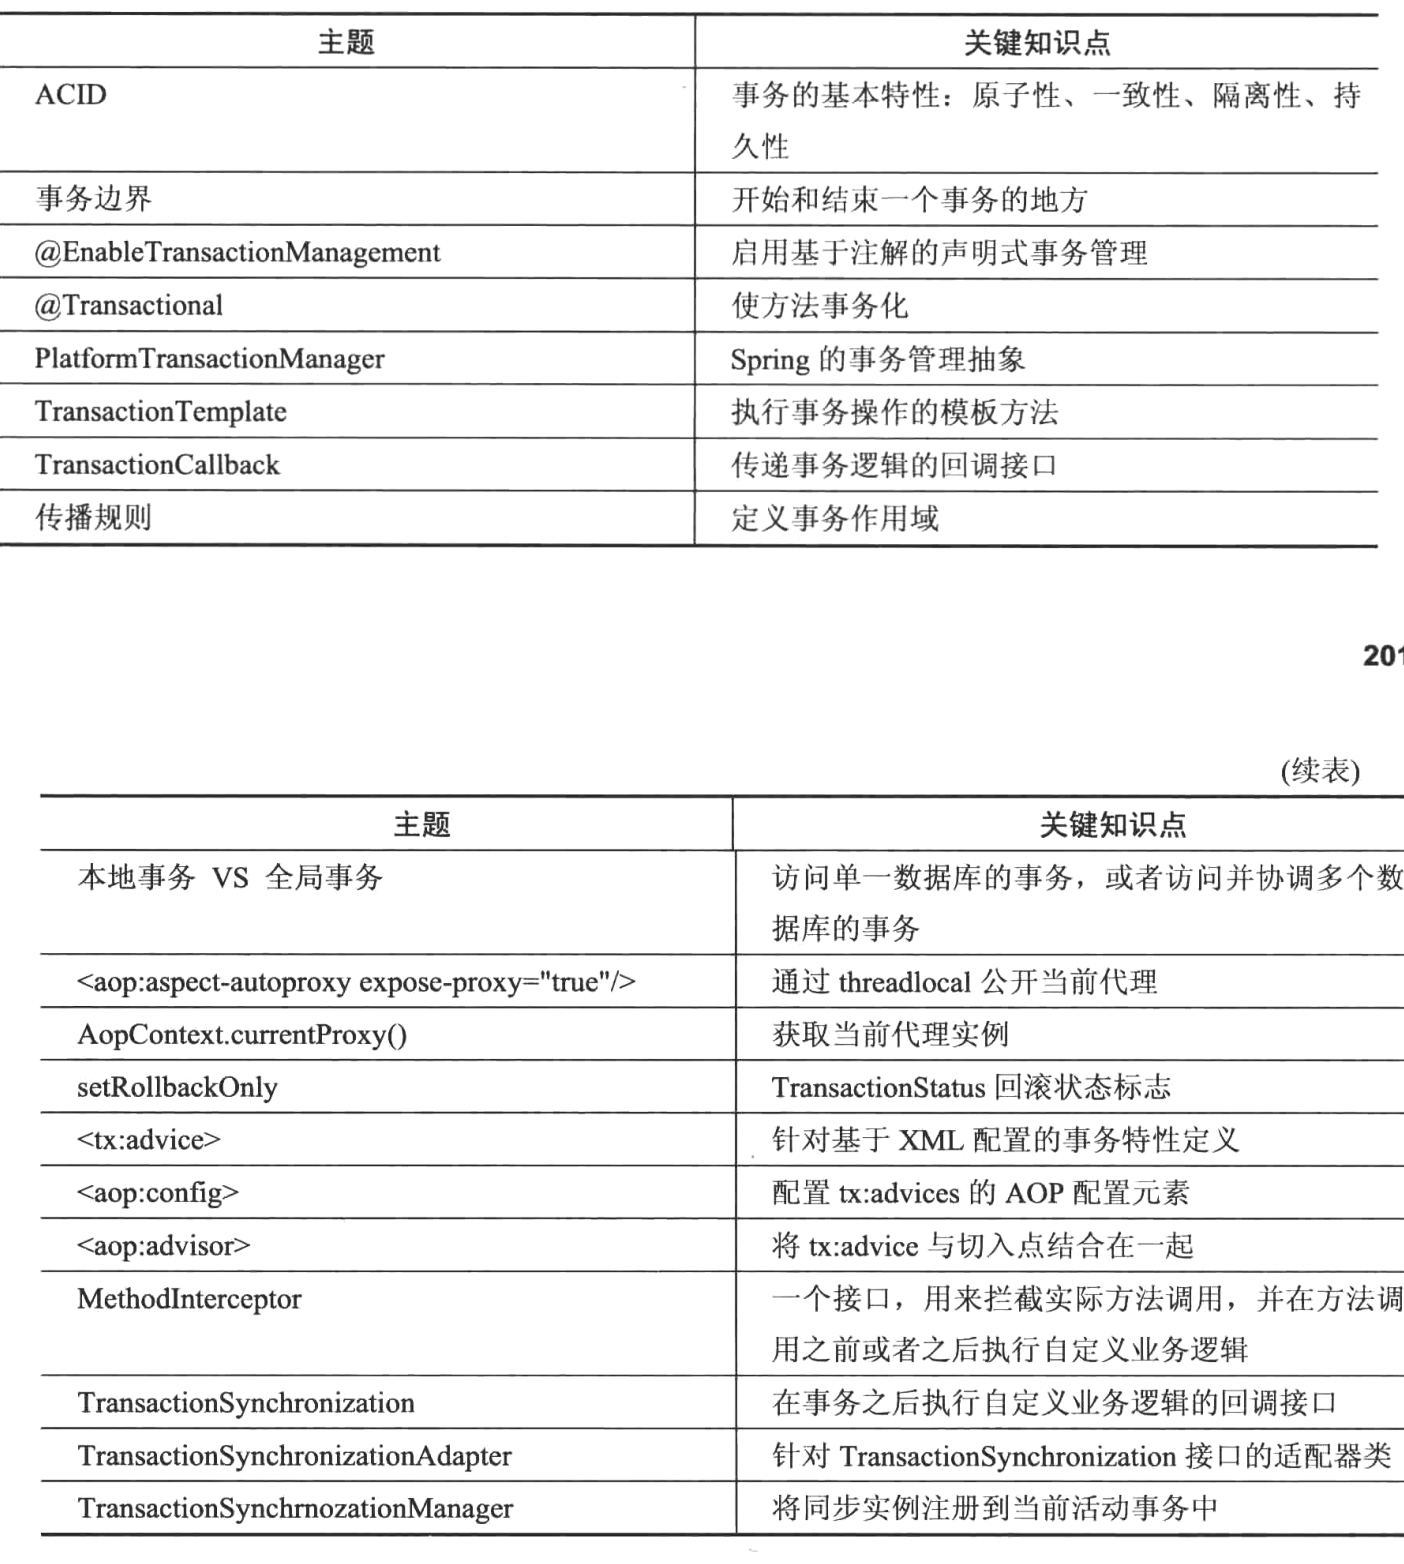 主题 关键知识点
ACID 事务的基本特性：原子性、一致性、隔离性、持
久性
事务边界 开始和结束一个事务的地方
@EnableTransactionManagement 启用基于注解的声明式事务管理
@Transactional 使方法事务化
PlatformTransactionManager Spring 的事务管理抽象
TransactionTemplate 执行事务操作的模板方法
TransactionCallback 传递事务逻辑的回调接口
传播规则 定义事务作用域
201
(续表)
主题 关键知识点
本地事务 VS 全局事务 访问单一数据库的事务，或者访问并协调多个数
据库的事务
<aop:aspect-autoproxy expose-proxy="true"/> 通过 threadlocal 公开当前代理
AopContext.currentProxy() 获取当前代理实例
setRollbackOnly TransactionStatus 回滚状态标志
<tx:advice> 针对基于 XML 配置的事务特性定义
<aop:config> 配置 tx:advices 的 AOP 配置元素
<aop:advisor> 将 tx:advice 与切入点结合在一起
MethodInterceptor 一个接口，用来拦截实际方法调用，并在方法调
用之前或者之后执行自定义业务逻辑
TransactionSynchronization 在事务之后执行自定义业务逻辑的回调接口
TransactionSynchronizationAdapter 针对 TransactionSynchronization 接口的适配器类
TransactionSynchrnozationManager 将同步实例注册到当前活动事务中